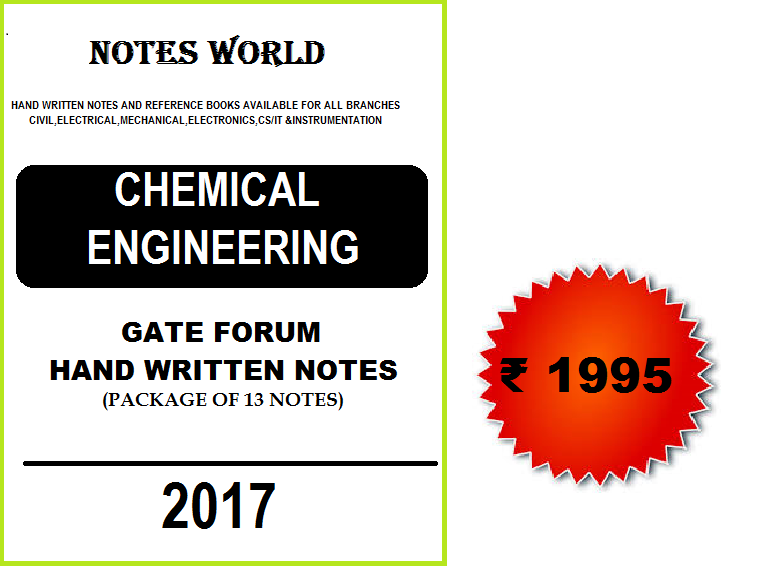 NOTES WORLD
HAND WRITTEN NOTES AND REFERENCE BOOKS AVAILABLE FOR ALL BRANCHES
CIVIL,ELECTRICAL,MECHANICAL,ELECTRONICS,CS/IT &INSTRUMENTATION
CHEMICAL
ENGINEERING
GATE FORUM
HAND WRITTEN NOTES
(PACKAGE OF 13 NOTES)
2017
₹ 1995